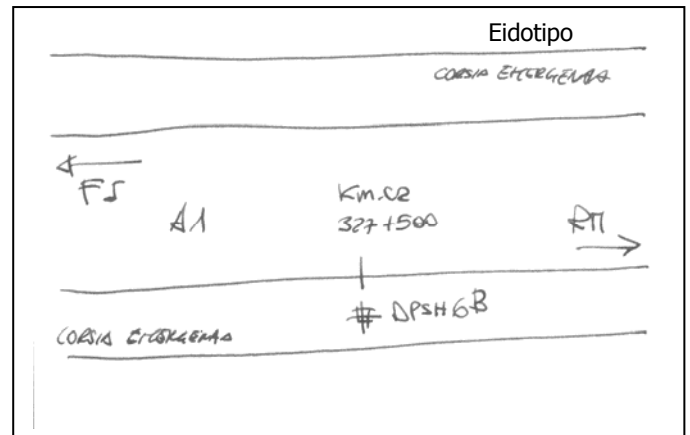 Eidotipo
CORSIA EMERGENZA
FI
A1
Km.ca
327+500
RM
# DPSH6B
CORSIA EMERGENZA